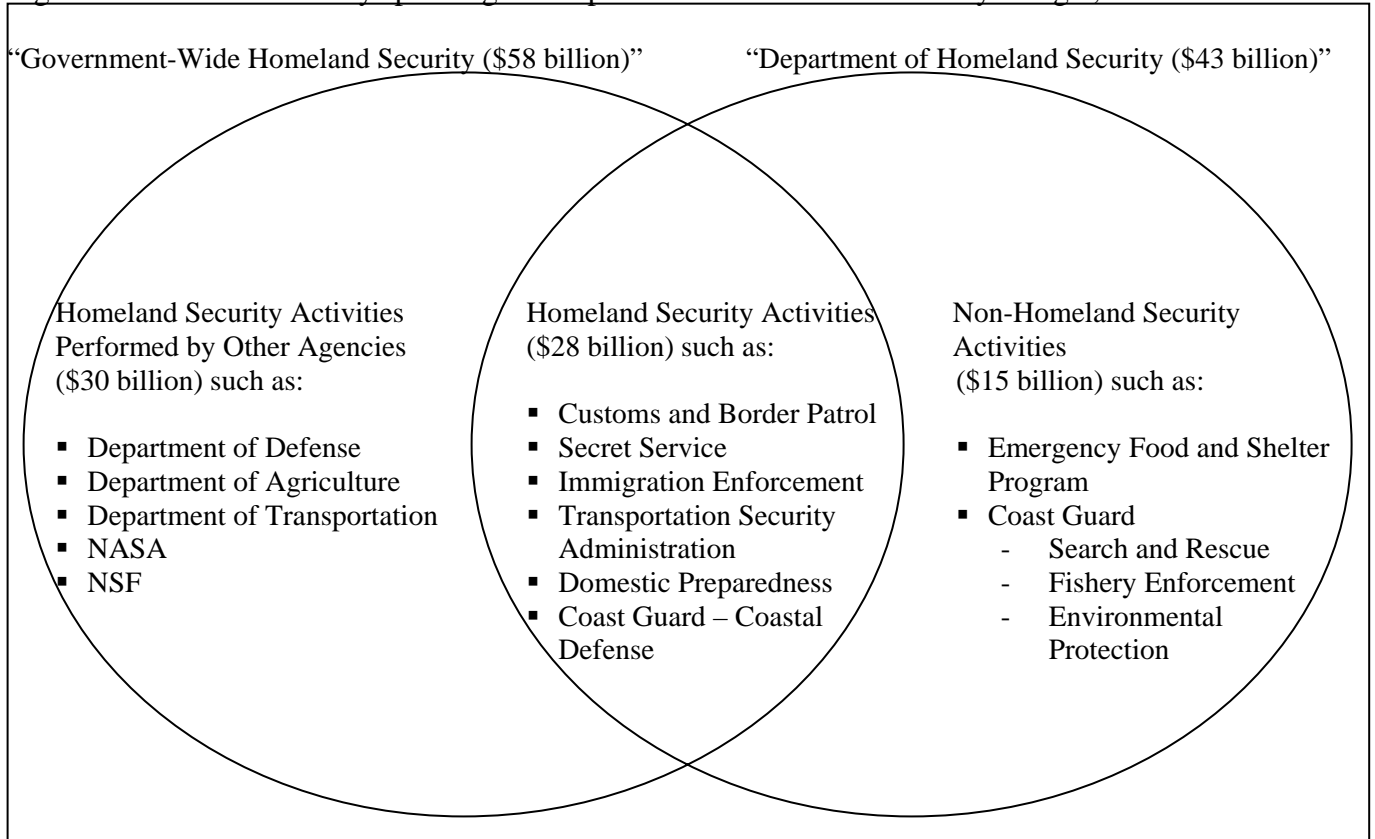 “Government-Wide Homeland Security ($58 billion)”
“Department of Homeland Security ($43 billion)”
Homeland Security Activities
Performed by Other Agencies
($30 billion) such as:
▪ Department of Defense
▪ Department of Agriculture
▪ Department of Transportation
▪ NASA
▪ NSF
Homeland Security Activities
($28 billion) such as:
▪ Customs and Border Patrol
▪ Secret Service
▪ Immigration Enforcement
▪ Transportation Security
Administration
▪ Domestic Preparedness
▪ Coast Guard – Coastal
Defense
Non-Homeland Security
Activities
($15 billion) such as:
▪ Emergency Food and Shelter
Program
▪ Coast Guard
- Search and Rescue
- Fishery Enforcement
- Environmental
Protection